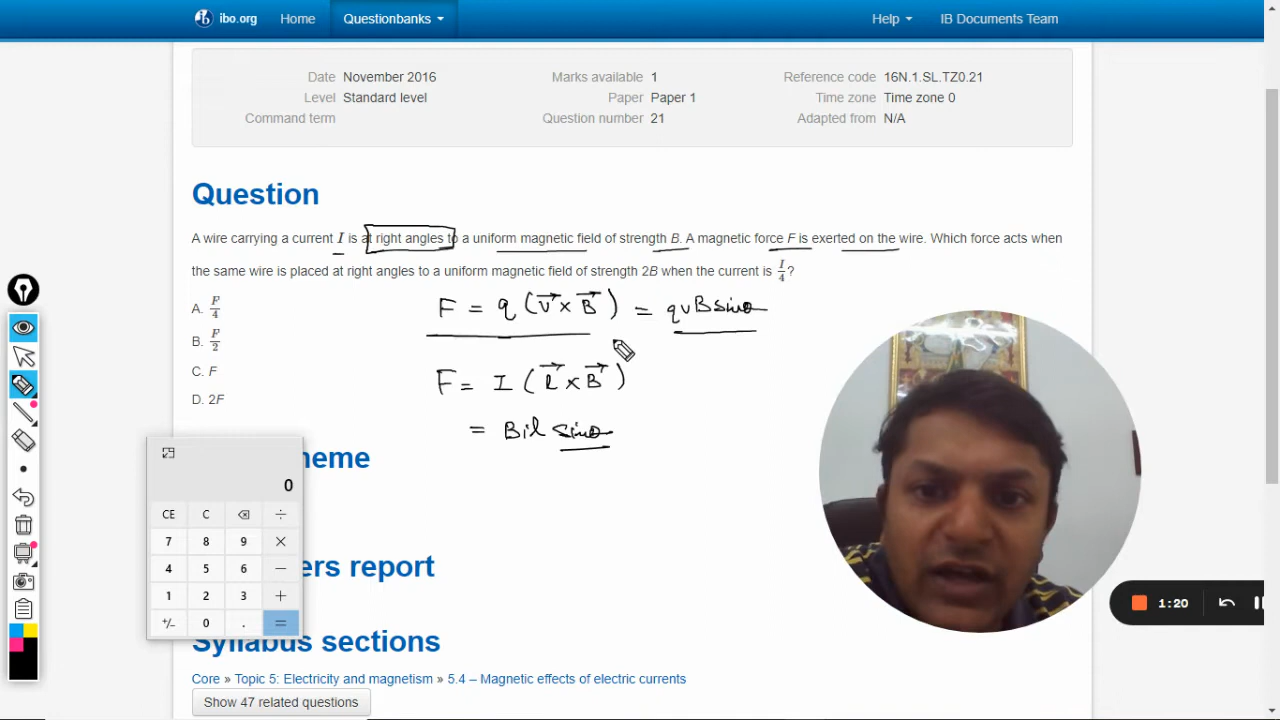 ibo.org Home Questionbanks Help IB Documents Team
Date November 2016 Marks available 1 Reference code 16N.1.SL.TZ0.21
Level Standard level Paper Paper 1 Time zone Time zone 0
Command term Question number 21 Adapted from N/A
Question
A wire carrying a current I is at right angles to a uniform magnetic field of strength B. A magnetic force F is exerted on the wire. Which force acts when
the same wire is placed at right angles to a uniform magnetic field of strength 2B when the current is I/4?
A. F/4
B. F/2
C. F
D. 2F
F = q (v⃗ × B⃗) = qvB sinθ
F = I (l⃗ × B⃗)
= Bil sinθ
heme
0
CE C ÷
7 8 9 ×
4 5 6 −
1 2 3 +
+/− 0 . =
ers report
1:20
Syllabus sections
Core » Topic 5: Electricity and magnetism » 5.4 – Magnetic effects of electric currents
Show 47 related questions